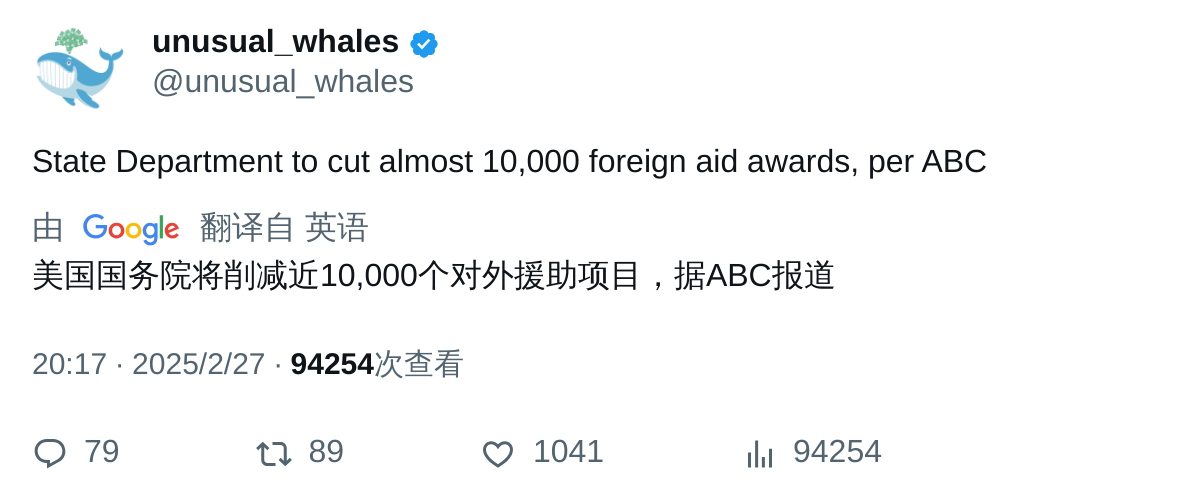 unusual_whales
@unusual_whales
State Department to cut almost 10,000 foreign aid awards, per ABC
由 Google 翻译自 英语
美国国务院将削减近10,000个对外援助项目，据ABC报道
20:17 · 2025/2/27 · 94254次查看
79 89 1041 94254